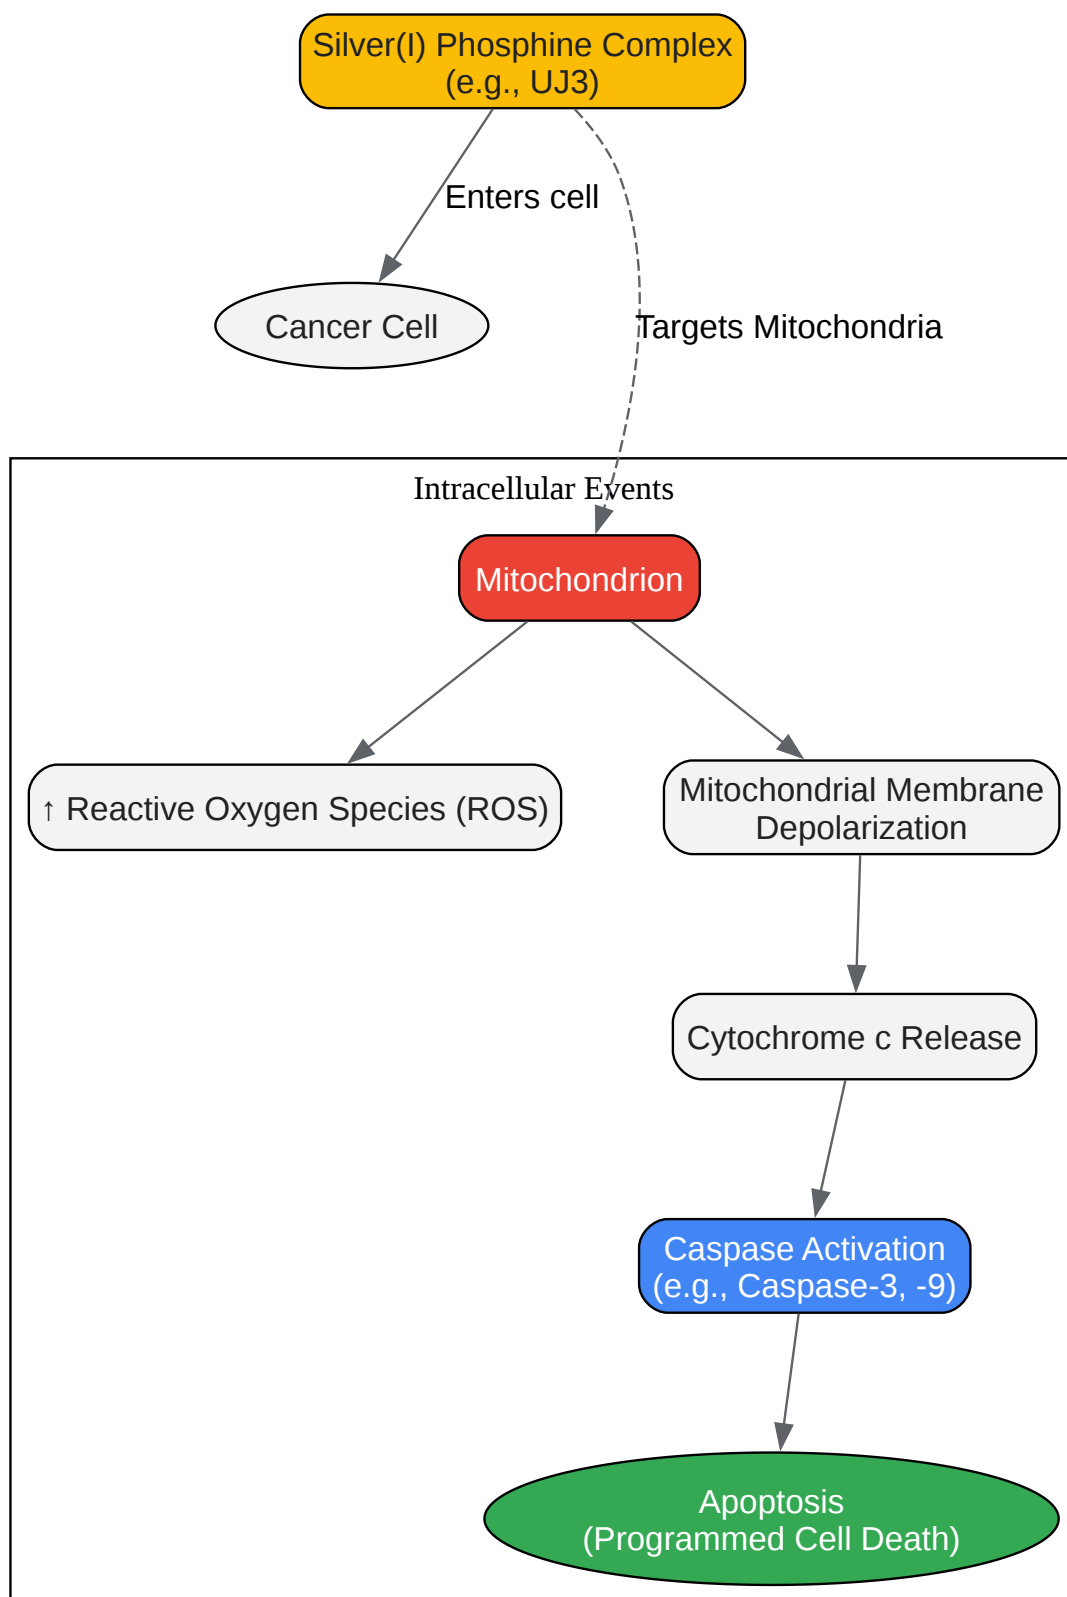 Silver(I) Phosphine Complex
(e.g., UJ3)
Enters cell
Cancer Cell
Targets Mitochondria
Intracellular Events
Mitochondrion
↑ Reactive Oxygen Species (ROS)
Mitochondrial Membrane
Depolarization
Cytochrome c Release
Caspase Activation
(e.g., Caspase-3, -9)
Apoptosis
(Programmed Cell Death)